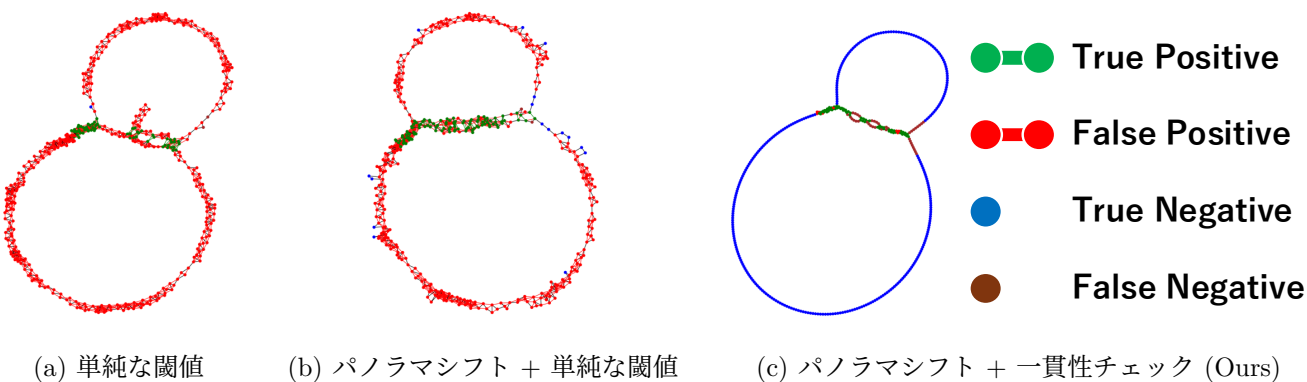 True Positive
False Positive
True Negative
False Negative
(a) 単純な閾値
(b) パノラマシフト + 単純な閾値
(c) パノラマシフト + 一貫性チェック (Ours)